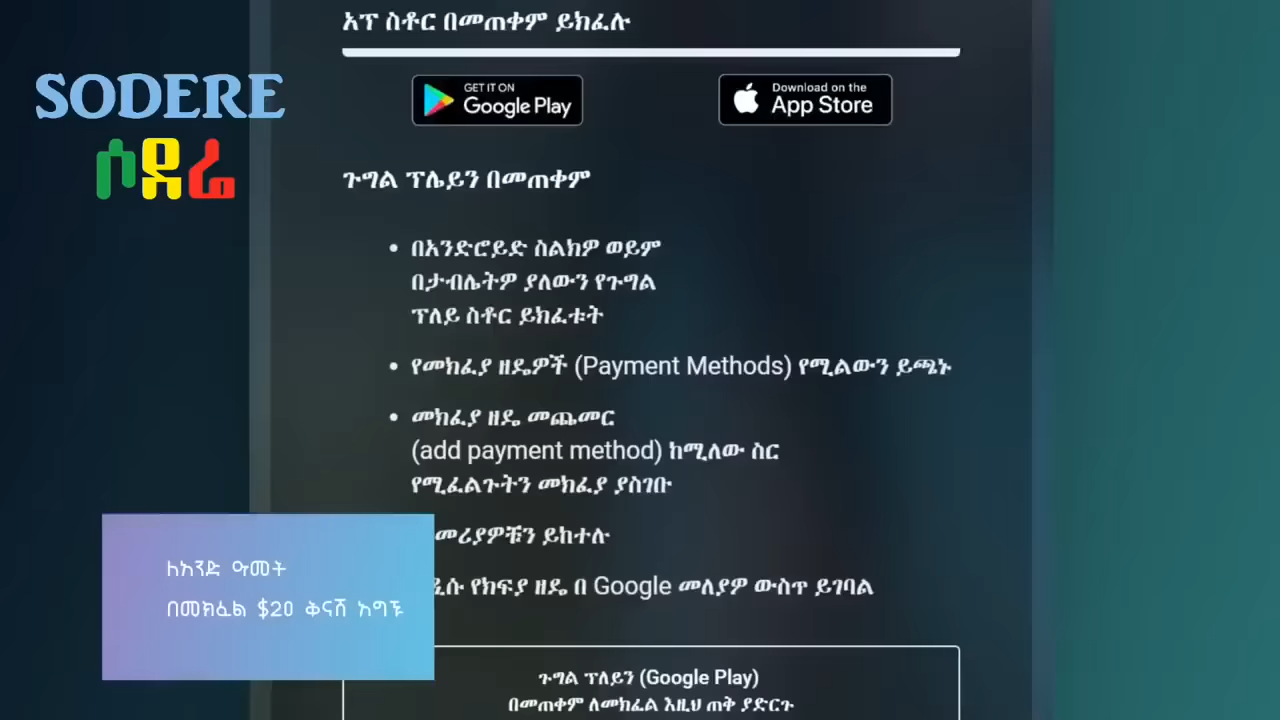 አፕ ስቶር በመጠቀም ይክፈሉ
SODERE
ሶደሬ
GET IT ON
Google Play
Download on the
App Store
ጉግል ፕሌይን በመጠቀም
• በአንድሮይድ ስልክዎ ወይም
በታብሌትዎ ያለውን የጉግል
ፕለይ ስቶር ይክፈቱት
• የመክፈያ ዘዴዎች (Payment Methods) የሚልውን ይጫኑ
• መክፈያ ዘዴ መጨመር
(add payment method) ከሚለው ስር
የሚፈልጉትን መክፈያ ያስገቡ
መሪያዎቹን ይከተሉ
ዲሱ የክፍያ ዘዴ በ Google መለያዎ ውስጥ ይገባል
ለአንድ ዓመት
በመክፈል $20 ቅናሽ አግኙ
ጉግል ፕለይን (Google Play)
በመጠቀም ለመክፈል እዚህ ጠቅ ያድርጉ